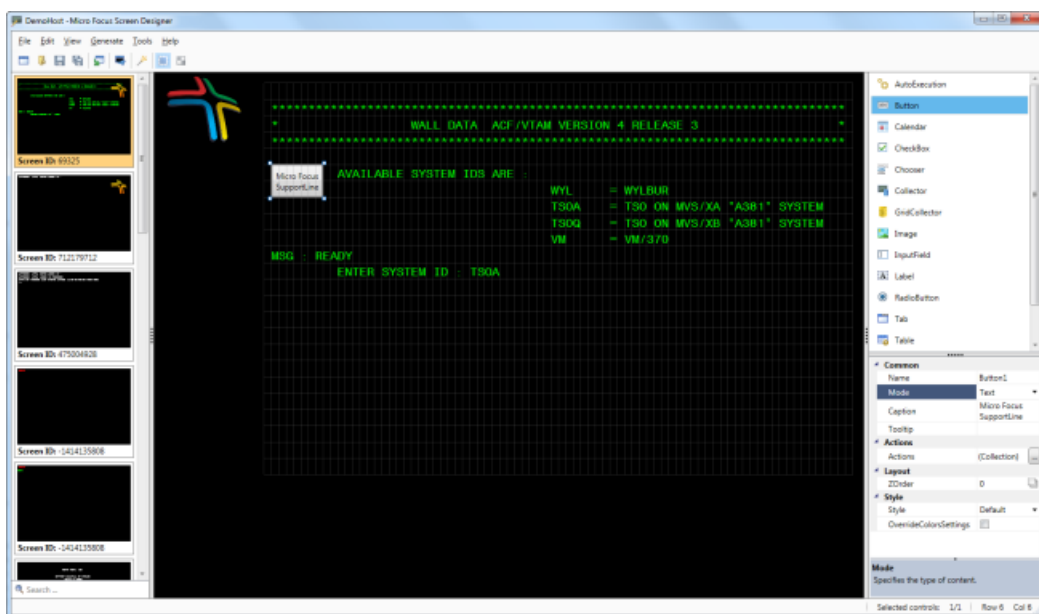 DemoHost - Micro Focus Screen Designer
File Edit View Generate Tools Help
Screen ID: 69325
Screen ID: 712179712
Screen ID: 475004928
Screen ID: -1414135808
Screen ID: -1414135808
Search ...
****************************************************************************
* WALL DATA ACF/VTAM VERSION 4 RELEASE 3 *
****************************************************************************
Micro Focus
SupportLine
AVAILABLE SYSTEM IDS ARE :
WYL = WYLBUR
TSOA = TSO ON MVS/XA "A381" SYSTEM
TSOQ = TSO ON MVS/XB "A381" SYSTEM
VM = VM/370
MSG : READY
ENTER SYSTEM ID : TSOA
AutoExecution
Button
Calendar
CheckBox
Chooser
Collector
GridCollector
Image
InputField
Label
RadioButton
Tab
Table
Common
Name Button1
Mode Text
Caption Micro Focus
SupportLine
Tooltip
Actions
Actions (Collection) ...
Layout
ZOrder 0
Style
Style Default
OverrideColorsSettings
Mode
Specifies the type of content.
Selected controls: 1/1 Row 6 Col 6